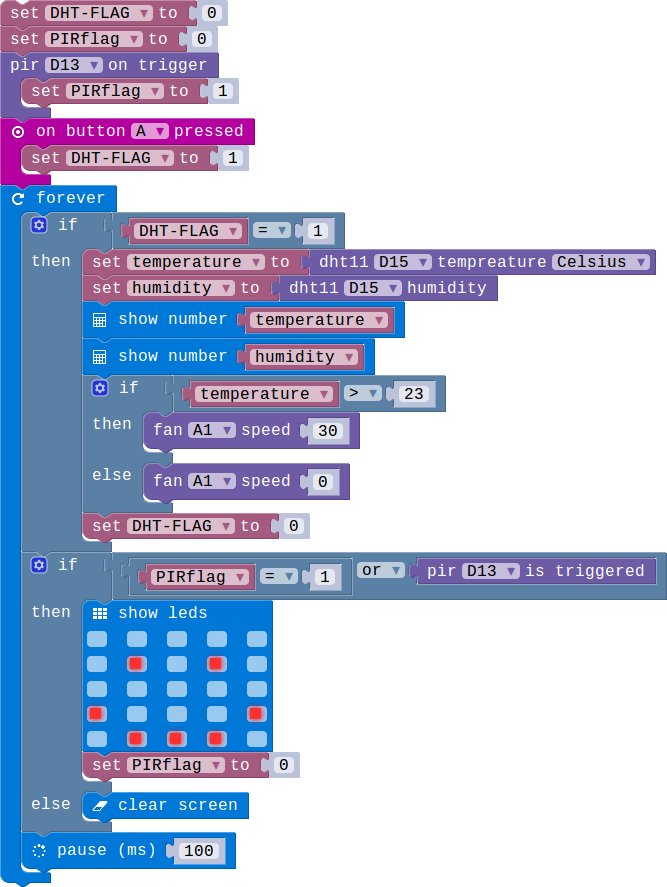 set DHT-FLAG to 0
set PIRflag to 0
pir D13 on trigger
set PIRflag to 1
on button A pressed
set DHT-FLAG to 1
forever
if DHT-FLAG = 1
then set temperature to dht11 D15 tempreature Celsius
set humidity to dht11 D15 humidity
show number temperature
show number humidity
if temperature > 23
then fan A1 speed 30
else fan A1 speed 0
set DHT-FLAG to 0
if PIRflag = 1 or pir D13 is triggered
then show leds
set PIRflag to 0
else clear screen
pause (ms) 100